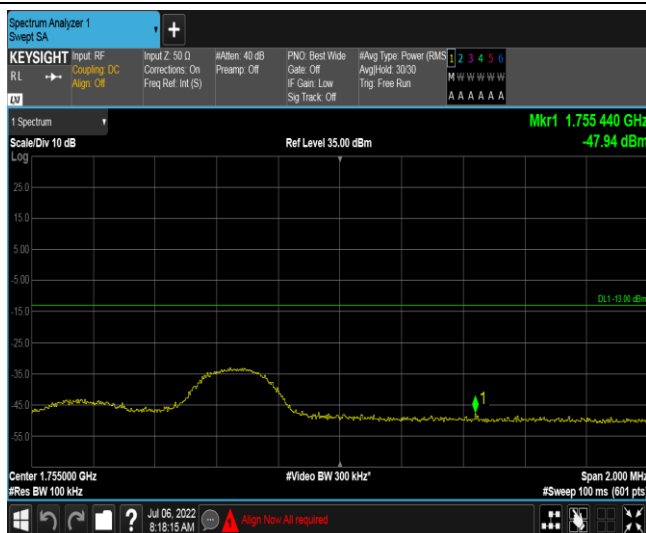 Spectrum Analyzer 1
Swept SA
+
KEYSIGHT Input: RF Input Z: 50 Ω #Atten: 40 dB PNO: Best Wide #Avg Type: Power (RMS 1 2 3 4 5 6
RL Coupling: DC Corrections: On Preamp: Off Gate: Off Avg|Hold: 30/30 M W W W W W
Align: Off Freq Ref: Int (S) IF Gain: Low Trig: Free Run
LXI Sig Track: Off A A A A A A
1 Spectrum Mkr1 1.755 440 GHz
Scale/Div 10 dB Ref Level 35.00 dBm -47.94 dBm
Log
25.0
15.0
5.00
-5.00
DL1 -13.00 dBm
-15.0
-25.0
-35.0
1
-45.0
-55.0
Center 1.755000 GHz #Video BW 300 kHz* Span 2.000 MHz
#Res BW 100 kHz #Sweep 100 ms (601 pts
? Jul 06, 2022
8:18:15 AM Align Now All required